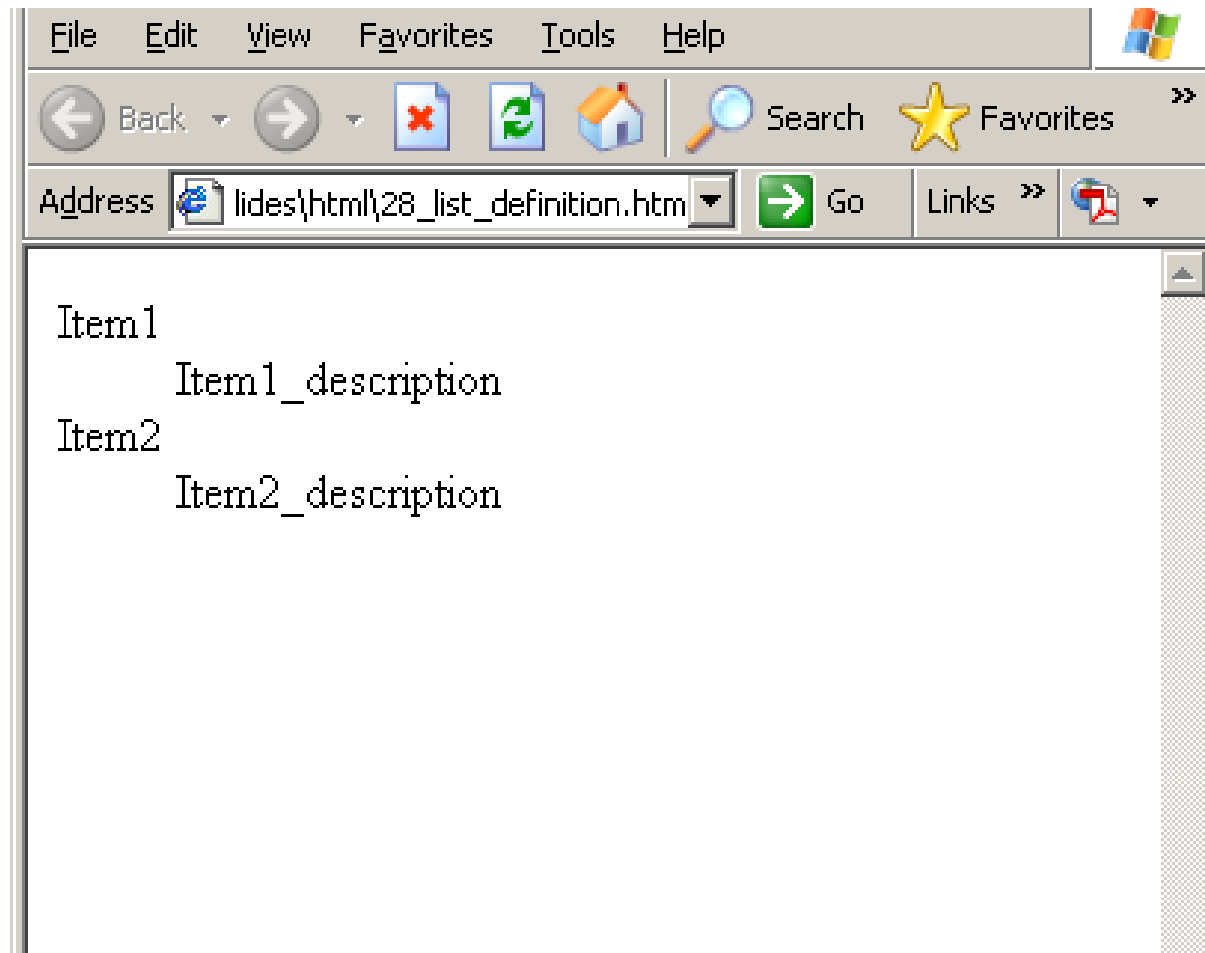 File Edit View Favorites Tools Help
Back Search Favorites
Address lides\html\28_list_definition.htm Go Links
Item1
Item1_description
Item2
Item2_description